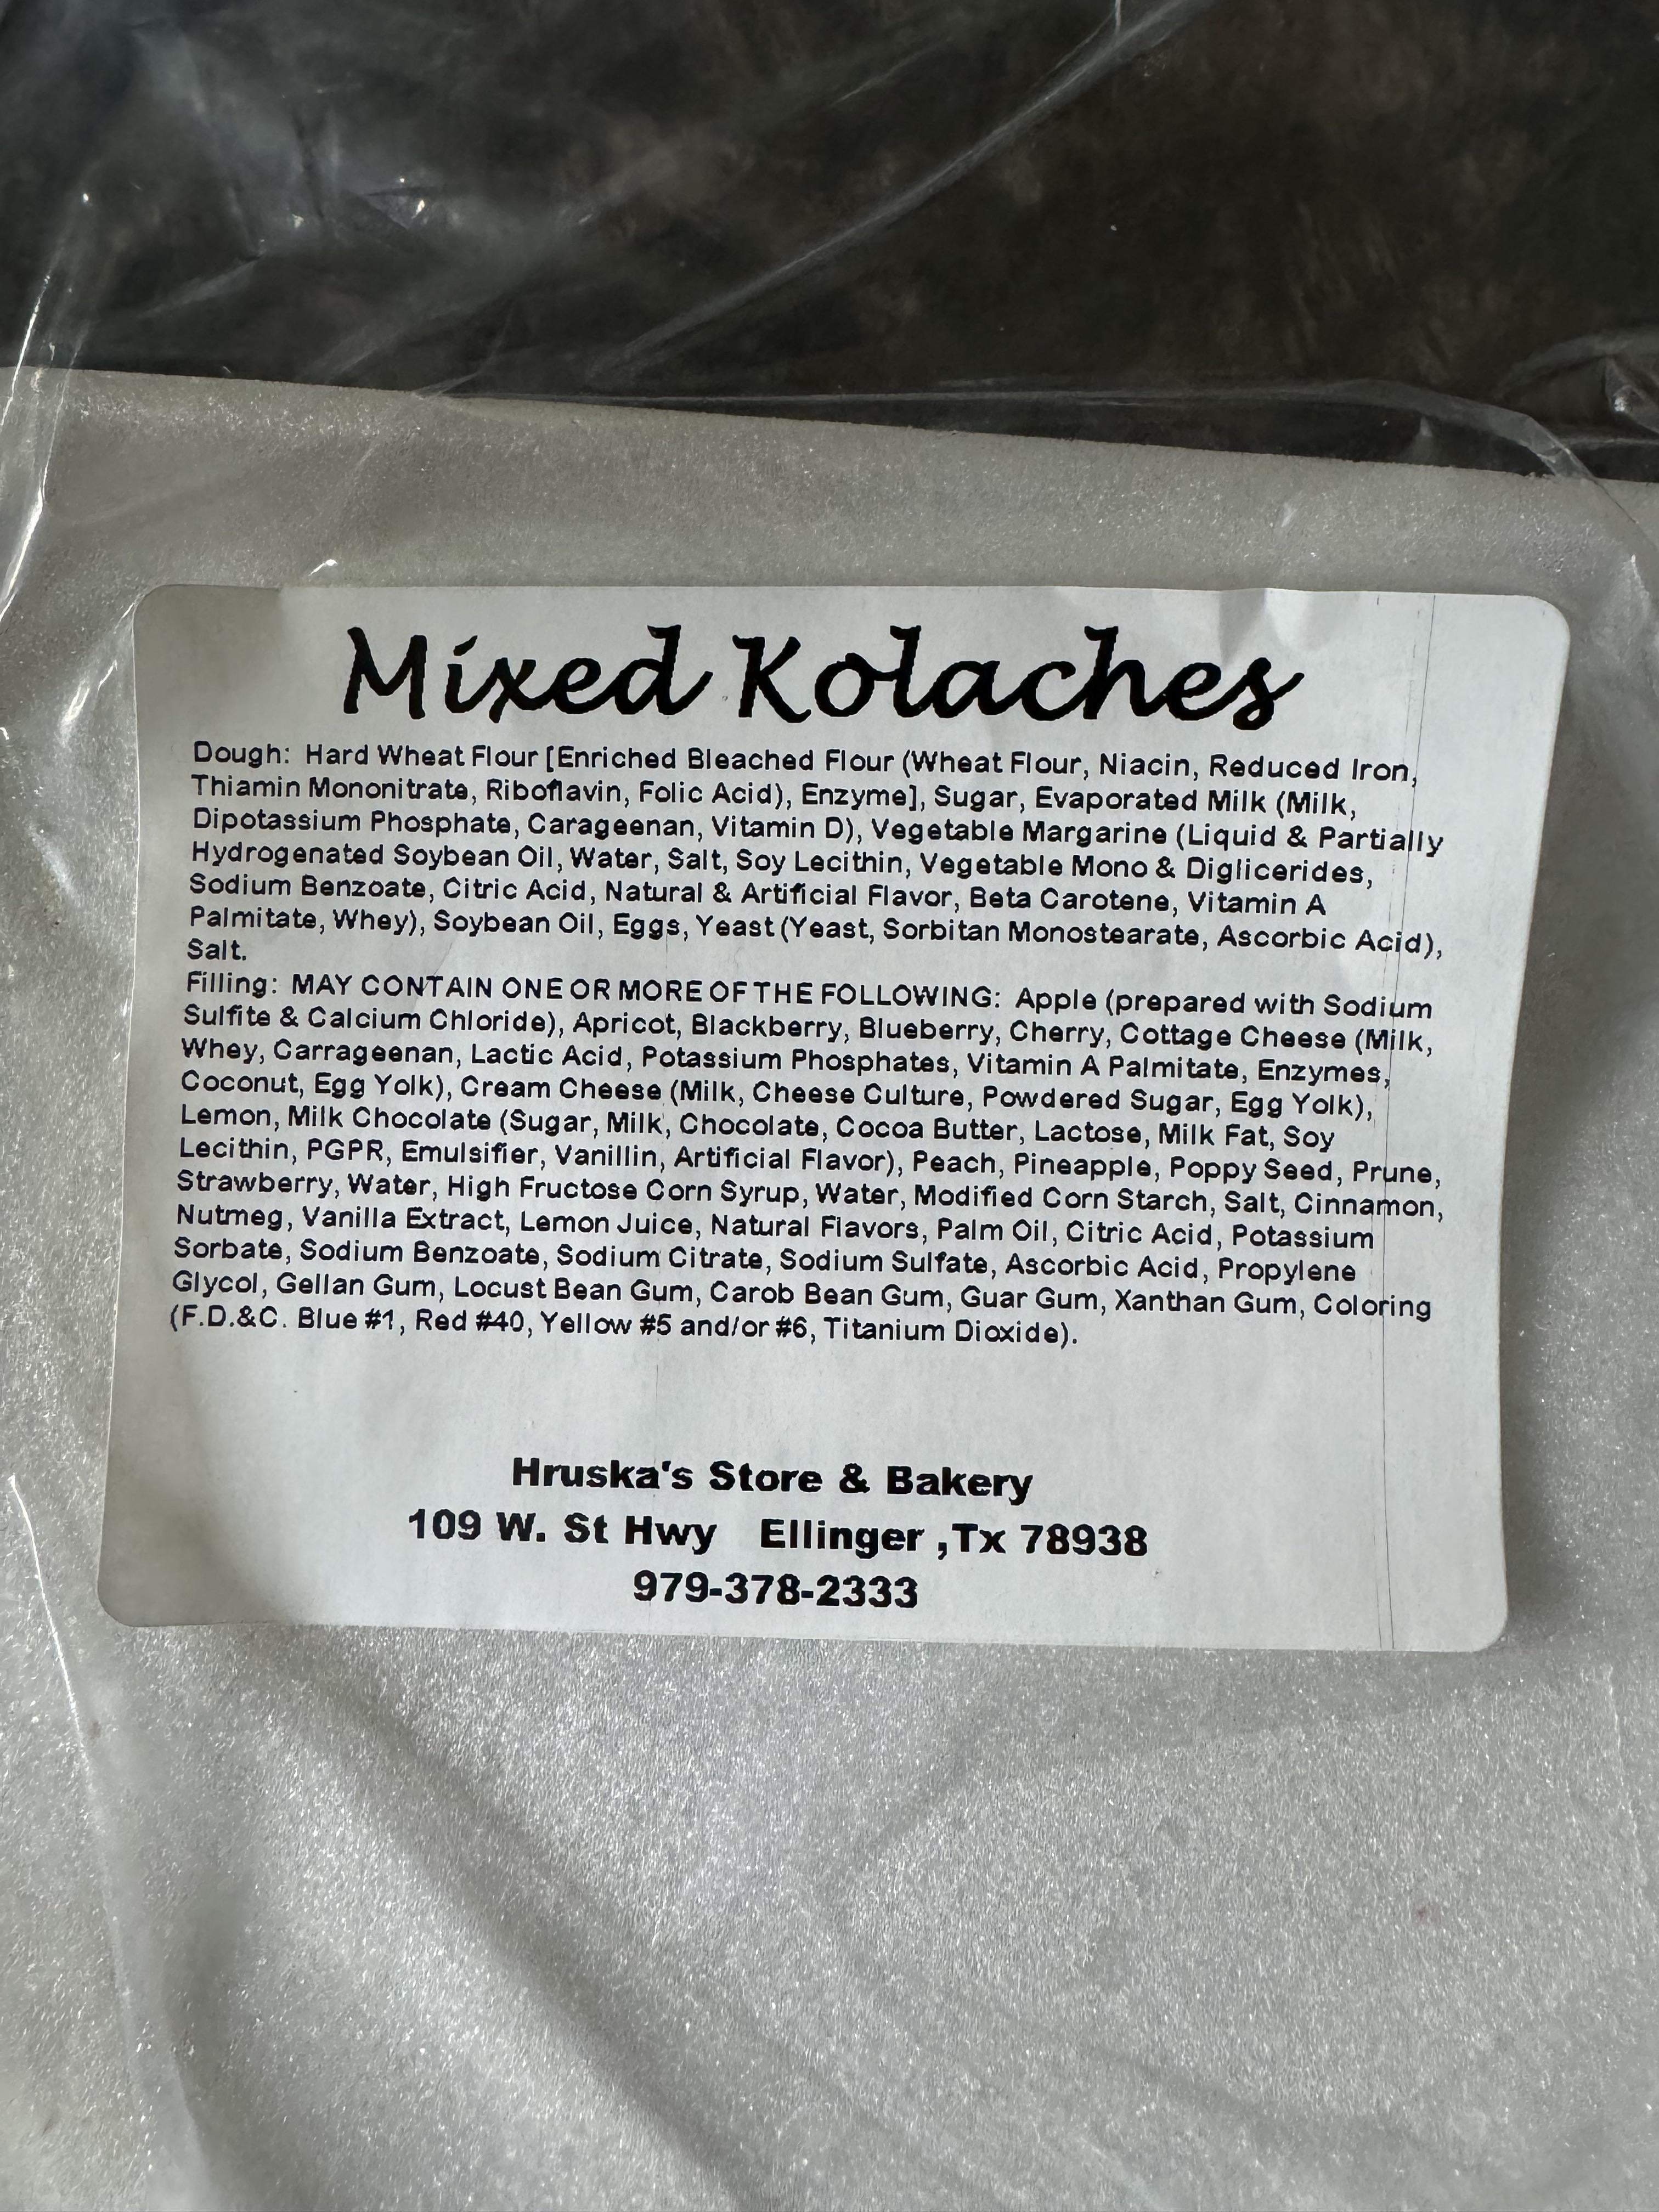 Mixed Kolaches
Dough: Hard Wheat Flour [Enriched Bleached Flour (Wheat Flour, Niacin, Reduced Iron,
Thiamin Mononitrate, Riboflavin, Folic Acid), Enzyme], Sugar, Evaporated Milk (Milk,
Dipotassium Phosphate, Carageenan, Vitamin D), Vegetable Margarine (Liquid & Partially
Hydrogenated Soybean Oil, Water, Salt, Soy Lecithin, Vegetable Mono & Diglicerides,
Sodium Benzoate, Citric Acid, Natural & Artificial Flavor, Beta Carotene, Vitamin A
Palmitate, Whey), Soybean Oil, Eggs, Yeast (Yeast, Sorbitan Monostearate, Ascorbic Acid),
Salt.
Filling: MAY CONTAIN ONE OR MORE OF THE FOLLOWING: Apple (prepared with Sodium
Sulfite & Calcium Chloride), Apricot, Blackberry, Blueberry, Cherry, Cottage Cheese (Milk,
Whey, Carrageenan, Lactic Acid, Potassium Phosphates, Vitamin A Palmitate, Enzymes,
Coconut, Egg Yolk), Cream Cheese (Milk, Cheese Culture, Powdered Sugar, Egg Yolk),
Lemon, Milk Chocolate (Sugar, Milk, Chocolate, Cocoa Butter, Lactose, Milk Fat, Soy
Lecithin, PGPR, Emulsifier, Vanillin, Artificial Flavor), Peach, Pineapple, Poppy Seed, Prune,
Strawberry, Water, High Fructose Corn Syrup, Water, Modified Corn Starch, Salt, Cinnamon,
Nutmeg, Vanilla Extract, Lemon Juice, Natural Flavors, Palm Oil, Citric Acid, Potassium
Sorbate, Sodium Benzoate, Sodium Citrate, Sodium Sulfate, Ascorbic Acid, Propylene
Glycol, Gellan Gum, Locust Bean Gum, Carob Bean Gum, Guar Gum, Xanthan Gum, Coloring
(F.D.&C. Blue #1, Red #40, Yellow #5 and/or #6, Titanium Dioxide).
Hruska's Store & Bakery
109 W. St Hwy Ellinger ,Tx 78938
979-378-2333